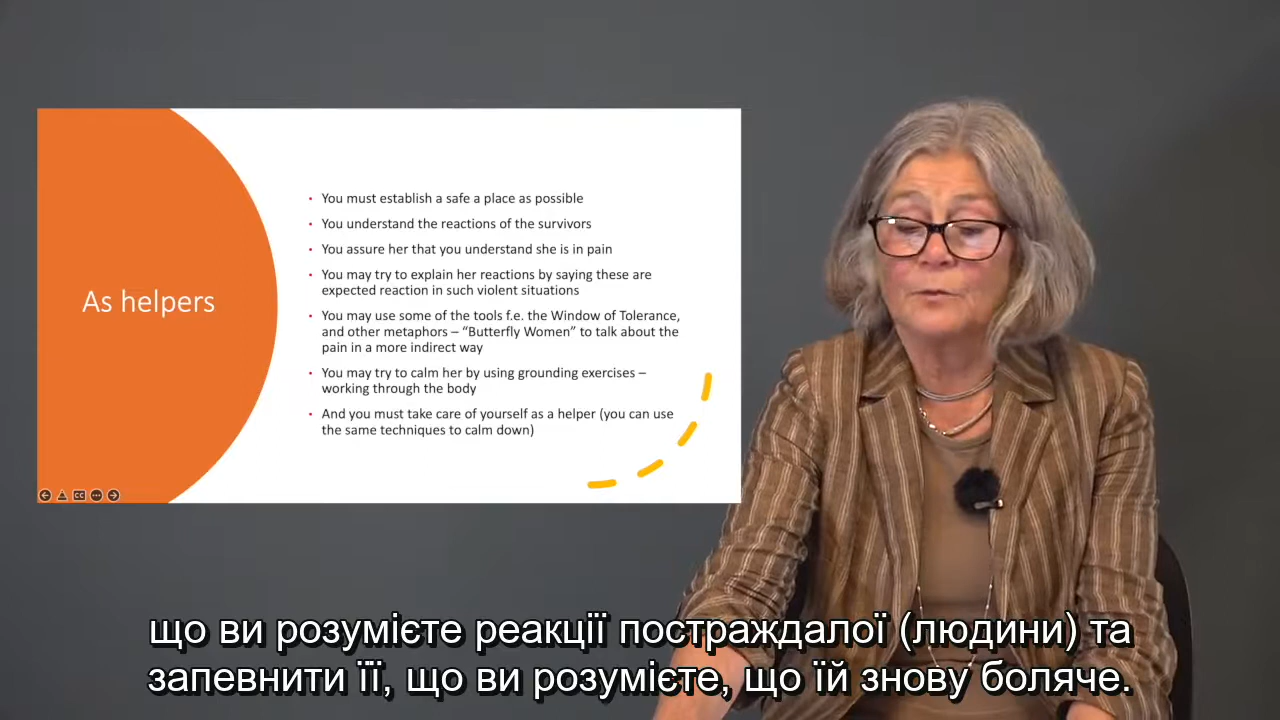 As helpers
• You must establish a safe a place as possible
• You understand the reactions of the survivors
• You assure her that you understand she is in pain
• You may try to explain her reactions by saying these are
expected reaction in such violent situations
• You may use some of the tools f.e. the Window of Tolerance,
and other metaphors – “Butterfly Women” to talk about the
pain in a more indirect way
• You may try to calm her by using grounding exercises –
working through the body
• And you must take care of yourself as a helper (you can use
the same techniques to calm down)
що ви розумієте реакції постраждалої (людини) та
запевнити її, що ви розумієте, що їй знову боляче.